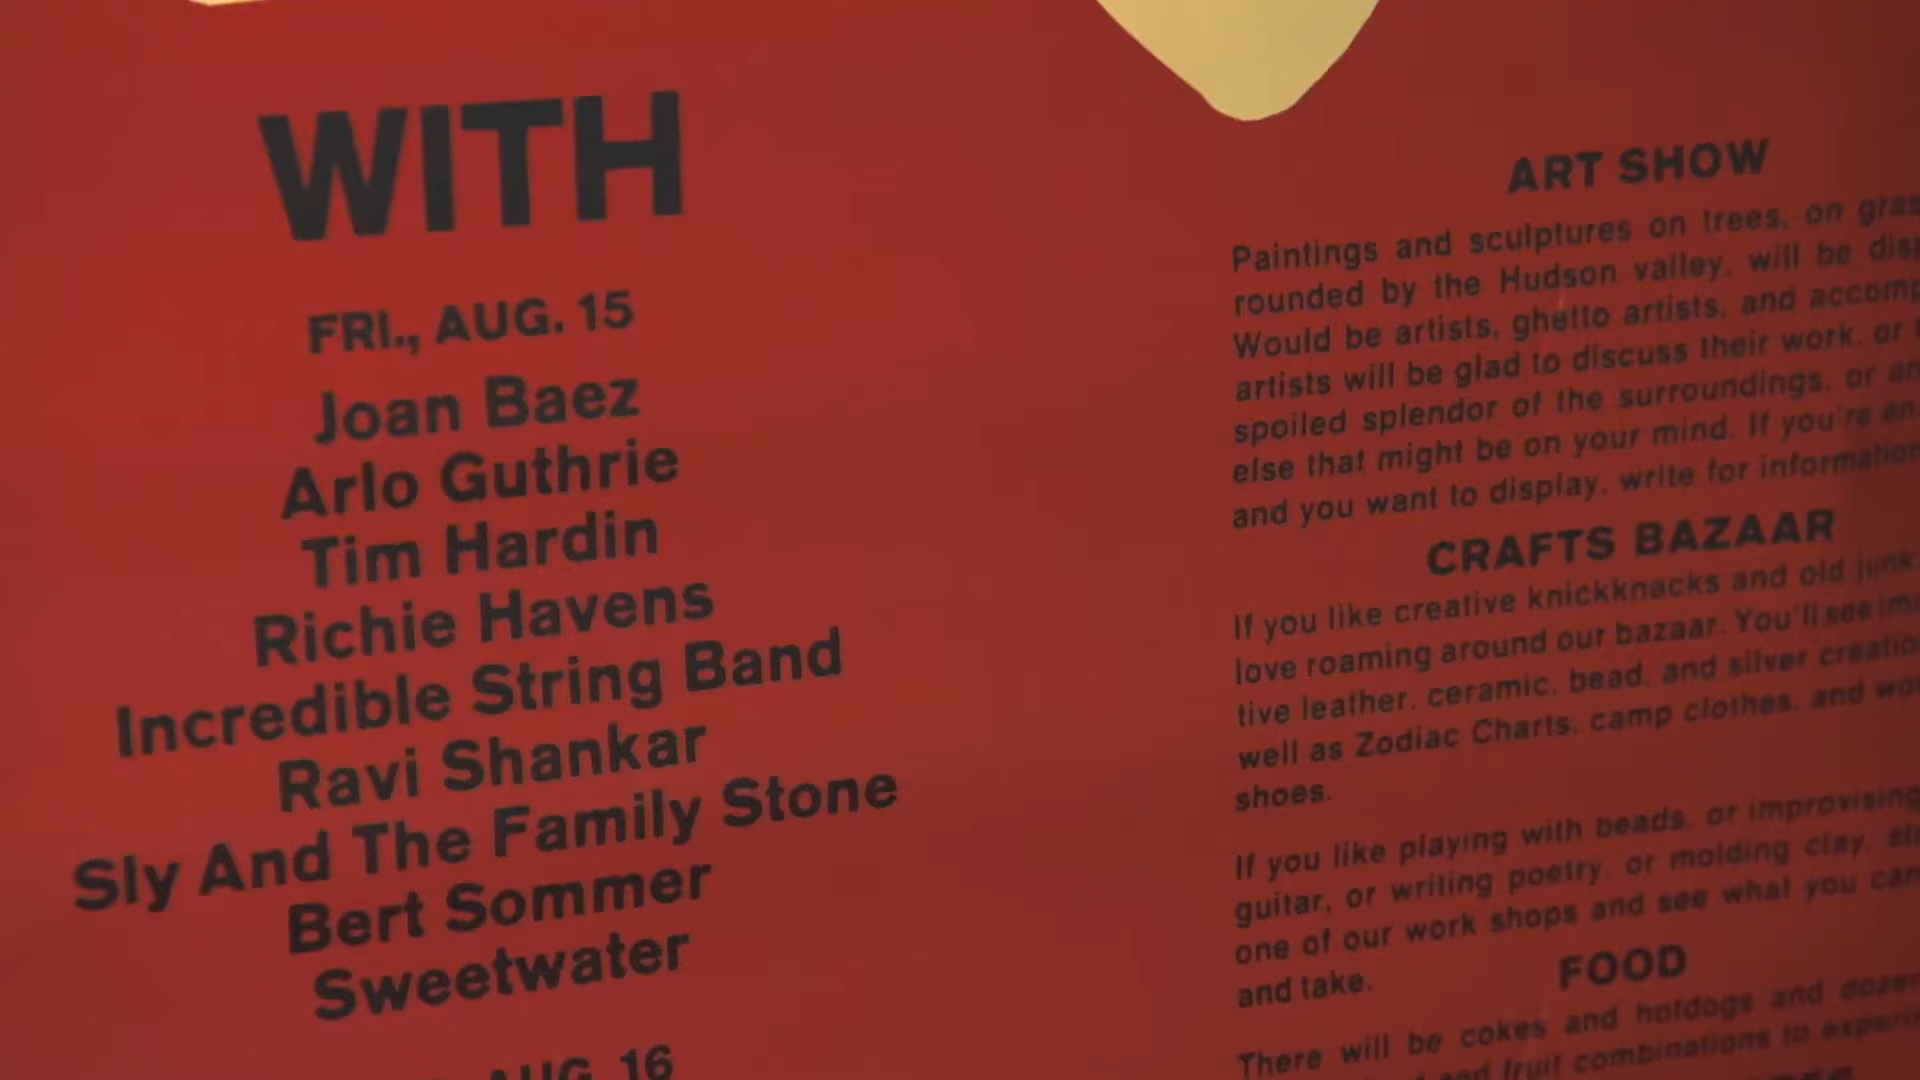 WITH
FRI., AUG. 15
Joan Baez
Arlo Guthrie
Tim Hardin
Richie Havens
Incredible String Band
Ravi Shankar
Sly And The Family Stone
Bert Sommer
Sweetwater
AUG. 16
ART SHOW
Paintings and sculptures on trees, on
rounded by the Hudson valley, will be
Would be artists, ghetto artists, and
artists will be glad to discuss their work, or
spoiled splendor of the surroundings, or
else that might be on your mind. If you're an
and you want to display, write for information
CRAFTS BAZAAR
If you like creative knickknacks and old junk
love roaming around our bazaar. You'll see
tive leather, ceramic, bead, and silver
well as Zodiac Charts, camp clothes, and
shoes.
If you like playing with beads, or improvising
guitar, or writing poetry, or molding clay,
one of our work shops and see what you can
and take.
FOOD
There will be cokes and hotdogs and
and fruit combinations to